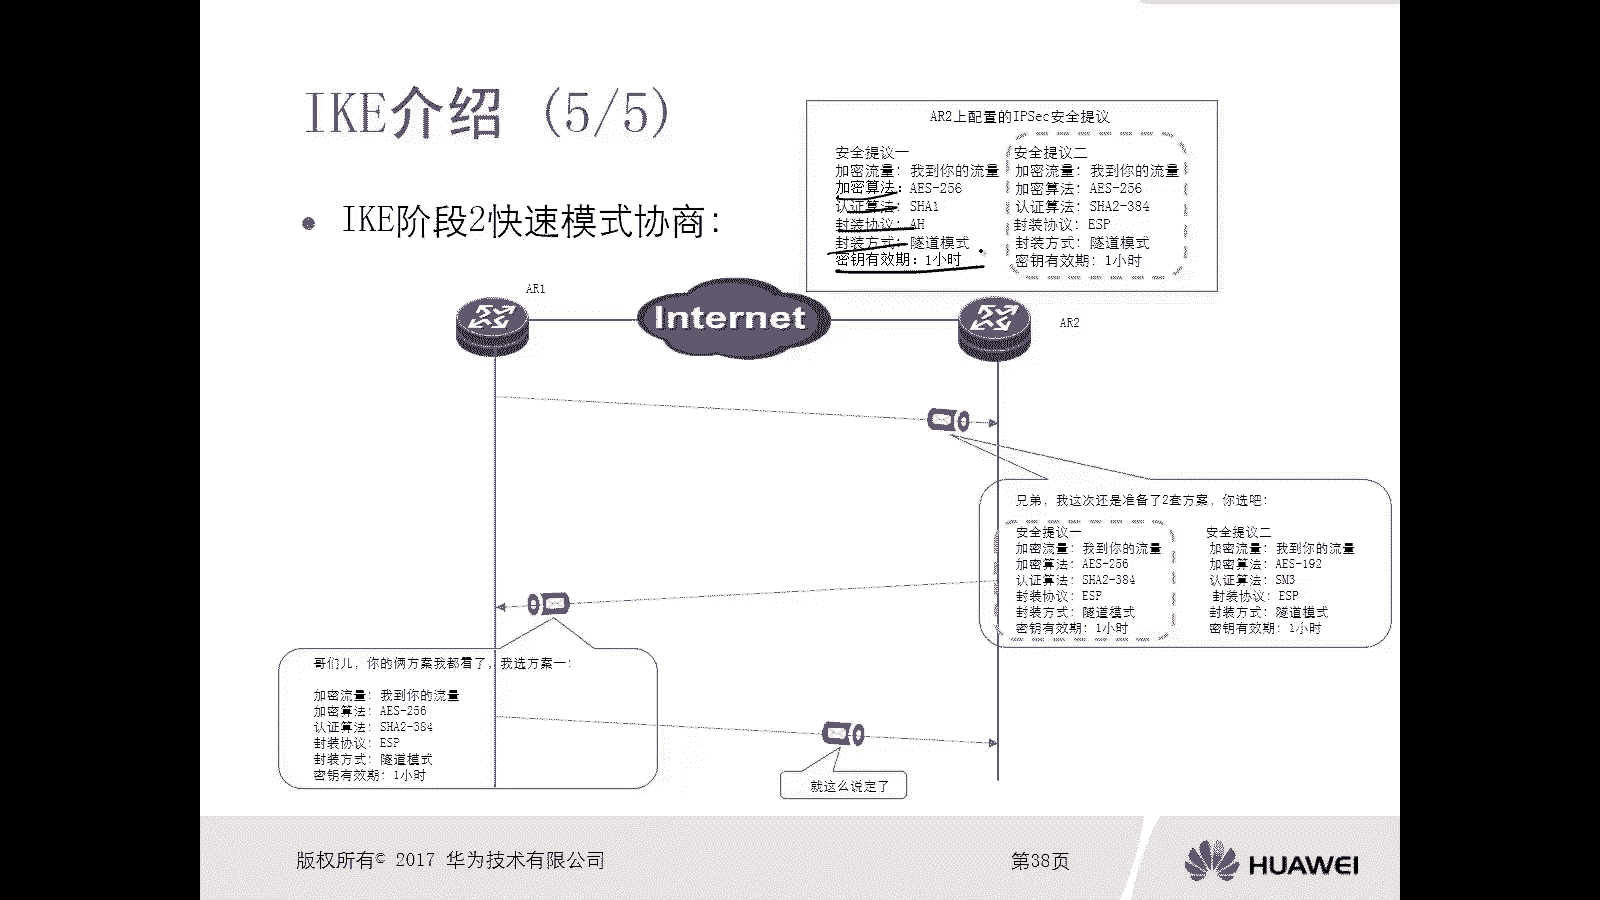 IKE介绍 (5/5)
AR2上配置的IPSec安全提议
安全提议一
加密流量: 我到你的流量
加密算法: AES-256
认证算法: SHA1
封装协议: AH
封装方式: 隧道模式
密钥有效期: 1小时
安全提议二
加密流量: 我到你的流量
加密算法: AES-256
认证算法: SHA2-384
封装协议: ESP
封装方式: 隧道模式
密钥有效期: 1小时
• IKE阶段2快速模式协商:
AR1
Internet
AR2
兄弟, 我这次还是准备了2套方案, 你选吧:
安全提议一
加密流量: 我到你的流量
加密算法: AES-256
认证算法: SHA2-384
封装协议: ESP
封装方式: 隧道模式
密钥有效期: 1小时
安全提议二
加密流量: 我到你的流量
加密算法: AES-192
认证算法: SM3
封装协议: ESP
封装方式: 隧道模式
密钥有效期: 1小时
哥们儿, 你的俩方案我都看了, 我选方案一:
加密流量: 我到你的流量
加密算法: AES-256
认证算法: SHA2-384
封装协议: ESP
封装方式: 隧道模式
密钥有效期: 1小时
就这么说定了
版权所有© 2017 华为技术有限公司
第38页
HUAWEI